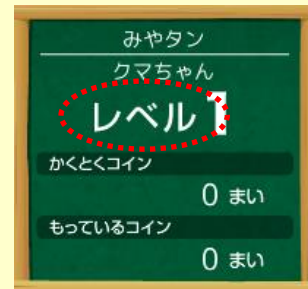 みやタン
クマちゃん
レベル1
かくとくコイン
0 まい
もっているコイン
0 まい